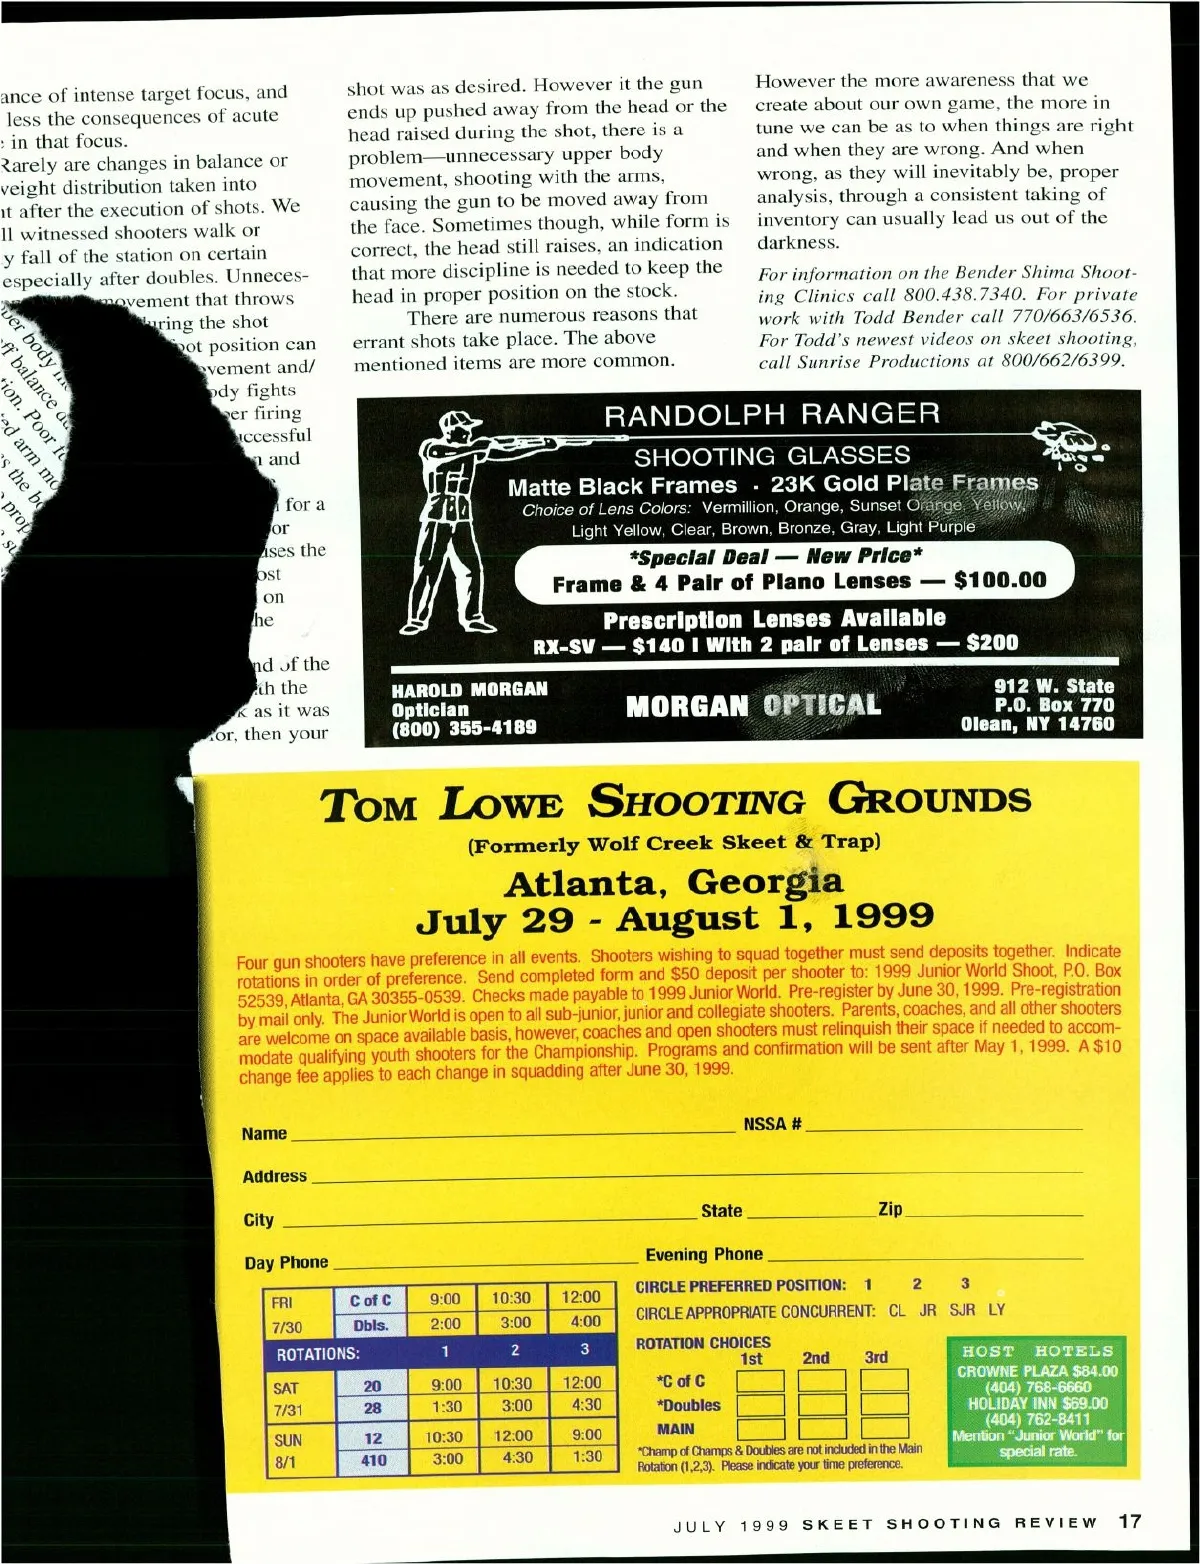 ance of intense target focus, and
less the consequences of acute
in that focus.
Rarely are changes in balance or
weight distribution taken into
nt after the execution of shots. We
ll witnessed shooters walk or
y fall of the station on certain
especially after doubles. Unneces-
movement that throws
uring the shot
oot position can
ovement and/
ody fights
er firing
uccessful
n and
for a
or
ises the
ost
on
he
nd of the
ith the
k as it was
or, then your
shot was as desired. However it the gun
ends up pushed away from the head or the
head raised during the shot, there is a
problem—unnecessary upper body
movement, shooting with the arms,
causing the gun to be moved away from
the face. Sometimes though, while form is
correct, the head still raises, an indication
that more discipline is needed to keep the
head in proper position on the stock.
There are numerous reasons that
errant shots take place. The above
mentioned items are more common.
However the more awareness that we
create about our own game, the more in
tune we can be as to when things are right
and when they are wrong. And when
wrong, as they will inevitably be, proper
analysis, through a consistent taking of
inventory can usually lead us out of the
darkness.
For information on the Bender Shima Shoot-
ing Clinics call 800.438.7340. For private
work with Todd Bender call 770/663/6536.
For Todd's newest videos on skeet shooting,
call Sunrise Productions at 800/662/6399.
RANDOLPH RANGER
SHOOTING GLASSES
Matte Black Frames · 23K Gold Plate Frames
Choice of Lens Colors: Vermillion, Orange, Sunset Orange, Yellow,
Light Yellow, Clear, Brown, Bronze, Gray, Light Purple
*Special Deal — New Price*
Frame & 4 Pair of Plano Lenses — $100.00
Prescription Lenses Available
RX-SV — $140 I With 2 pair of Lenses — $200
HAROLD MORGAN
Optician
(800) 355-4189
MORGAN OPTICAL
912 W. State
P.O. Box 770
Olean, NY 14760
TOM LOWE SHOOTING GROUNDS
(Formerly Wolf Creek Skeet & Trap)
Atlanta, Georgia
July 29 - August 1, 1999
Four gun shooters have preference in all events. Shooters wishing to squad together must send deposits together. Indicate
rotations in order of preference. Send completed form and $50 deposit per shooter to: 1999 Junior World Shoot, P.O. Box
52539, Atlanta, GA 30355-0539. Checks made payable to 1999 Junior World. Pre-register by June 30, 1999. Pre-registration
by mail only. The Junior World is open to all sub-junior, junior and collegiate shooters. Parents, coaches, and all other shooters
are welcome on space available basis, however, coaches and open shooters must relinquish their space if needed to accom-
modate qualifying youth shooters for the Championship. Programs and confirmation will be sent after May 1, 1999. A $10
change fee applies to each change in squadding after June 30, 1999.
Name NSSA #
Address
City State Zip
Day Phone Evening Phone
FRI C of C 9:00 10:30 12:00
7/30 Dbls. 2:00 3:00 4:00
ROTATIONS: 1 2 3
SAT 20 9:00 10:30 12:00
7/31 28 1:30 3:00 4:30
SUN 12 10:30 12:00 9:00
8/1 410 3:00 4:30 1:30
CIRCLE PREFERRED POSITION: 1 2 3
CIRCLE APPROPRIATE CONCURRENT: CL JR SJR LY
ROTATION CHOICES
1st 2nd 3rd
*C of C
*Doubles
MAIN
*Champ of Champs & Doubles are not included in the Main
Rotation (1,2,3). Please indicate your time preference.
HOST HOTELS
CROWNE PLAZA $84.00
(404) 768-6660
HOLIDAY INN $69.00
(404) 762-8411
Mention "Junior World" for
special rate.
JULY 1999 SKEET SHOOTING REVIEW 17